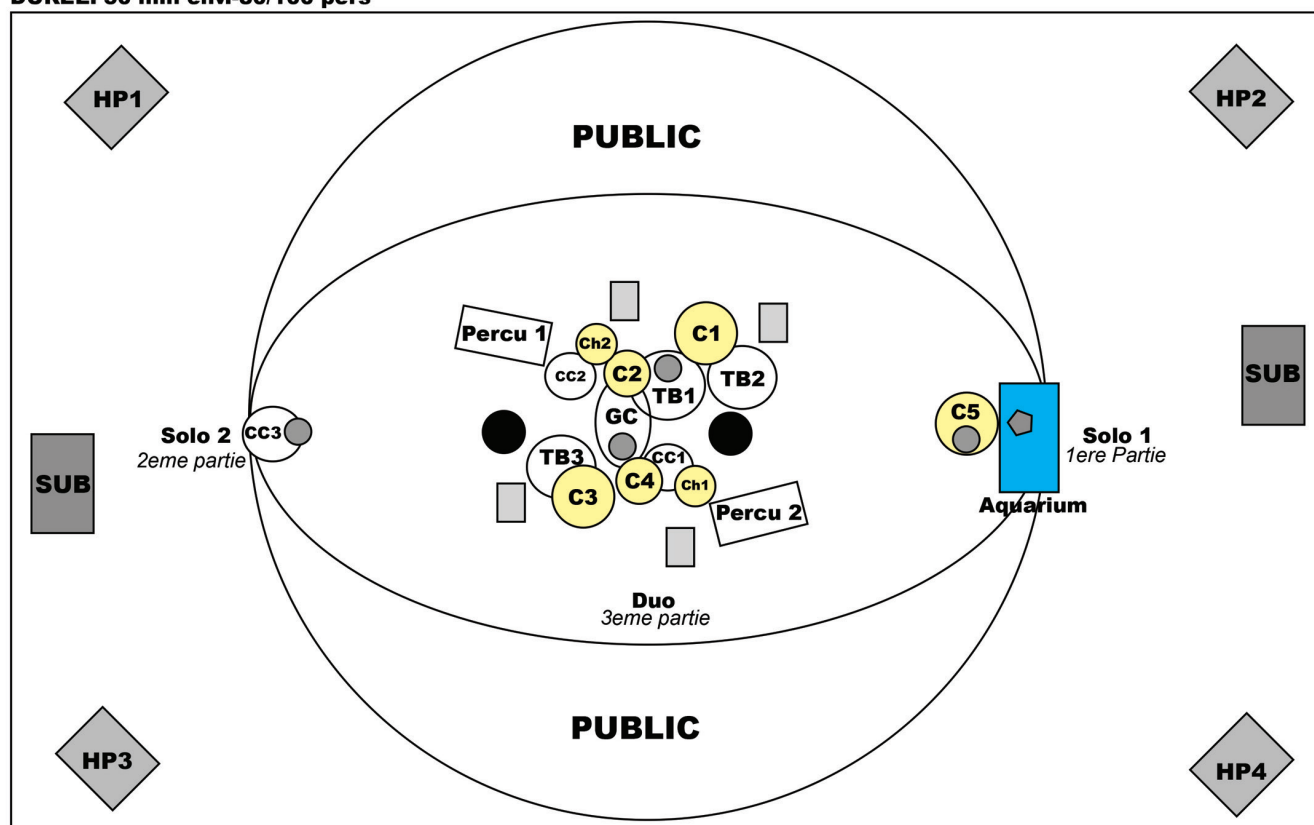 HP1
HP2
PUBLIC
Percu 1
Ch2
C1
CC2
C2
TB1
TB2
GC
SUB
C5
CC3
Solo 2
2eme partie
Solo 1
1ere Partie
TB3
CC1
C4
Ch1
C3
SUB
Percu 2
Aquarium
Duo
3eme partie
PUBLIC
HP3
HP4